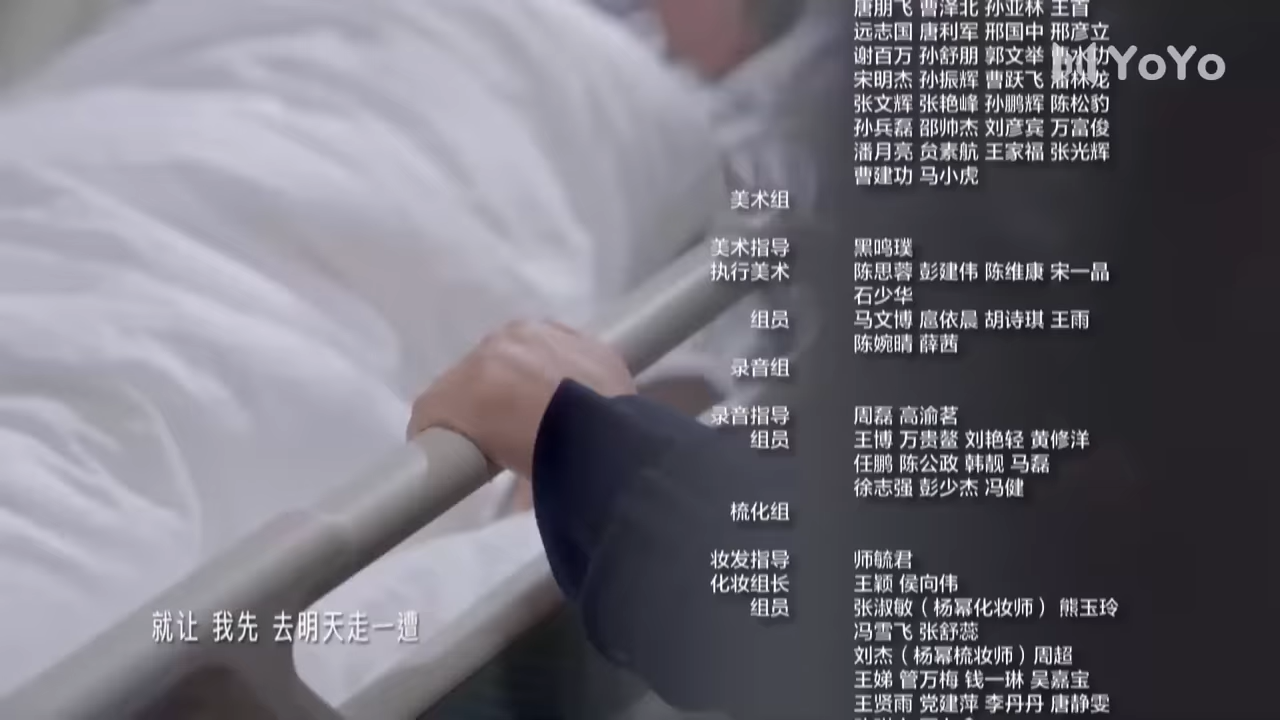 唐朋飞 曹泽北 孙亚林 王首
远志国 唐利军 邢国中 邢彦立
谢百万 孙舒朋 郭文举 曹水功
YoYo
宋明杰 孙振辉 曹跃飞 潘林龙
张文辉 张艳峰 孙鹏辉 陈松豹
孙兵磊 邵帅杰 刘彦宾 万富俊
潘月亮 贠素航 王家福 张光辉
曹建功 马小虎
美术组
美术指导 黑鸣璞
执行美术 陈思蓉 彭建伟 陈维康 宋一晶
石少华
组员 马文博 扈依晨 胡诗琪 王雨
陈婉晴 薛茜
录音组
录音指导 周磊 高渝茗
组员 王博 万贵鳌 刘艳轻 黄修洋
任鹏 陈公政 韩靓 马磊
徐志强 彭少杰 冯健
梳化组
妆发指导 师毓君
化妆组长 王颖 侯向伟
组员 张淑敏（杨幂化妆师） 熊玉玲
冯雪飞 张舒蕊
刘杰（杨幂梳妆师）周超
王娣 管万梅 钱一琳 吴嘉宝
王贤雨 党建萍 李丹丹 唐静雯
就让 我先 去明天走一遭